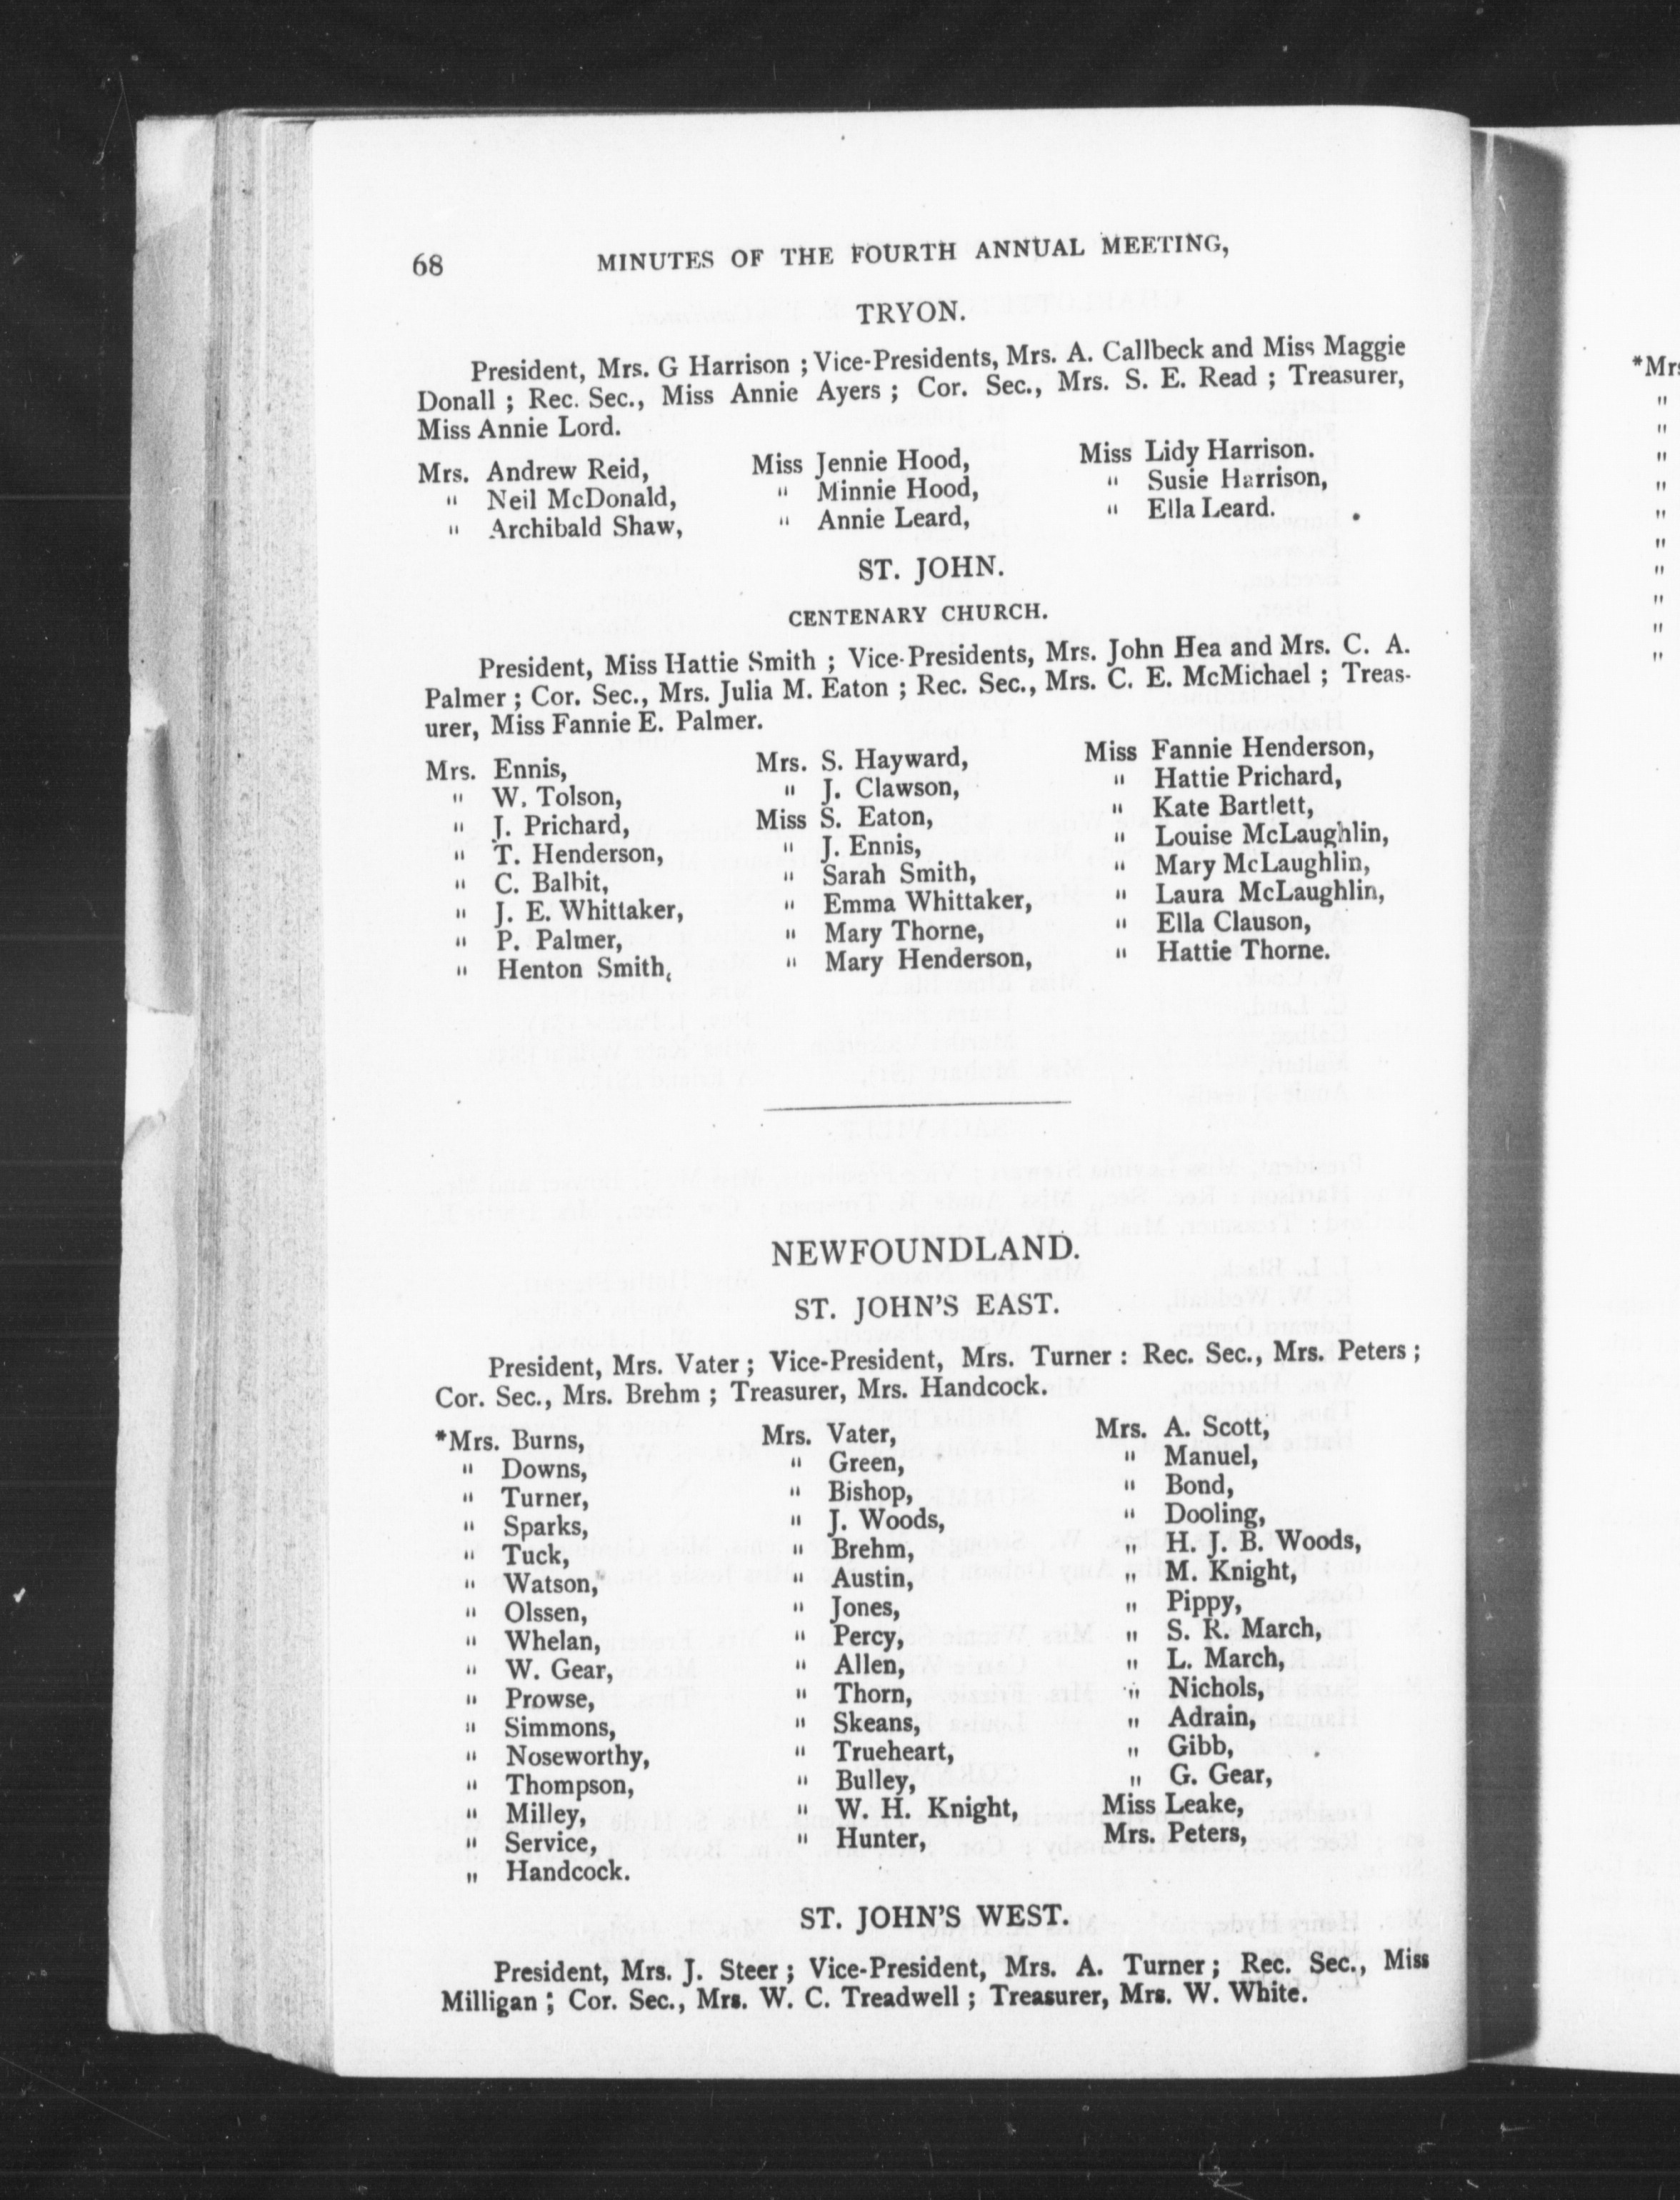 68 MINUTES OF THE FOURTH ANNUAL MEETING,
TRYON.
President, Mrs. G Harrison ; Vice-Presidents, Mrs. A. Callbeck and Miss Maggie
Donall ; Rec. Sec., Miss Annie Ayers ; Cor. Sec., Mrs. S. E. Read ; Treasurer,
Miss Annie Lord.
Mrs. Andrew Reid, Miss Jennie Hood, Miss Lidy Harrison.
" Neil McDonald, " Minnie Hood, " Susie Harrison,
" Archibald Shaw, " Annie Leard, " Ella Leard.
ST. JOHN.
CENTENARY CHURCH.
President, Miss Hattie Smith ; Vice-Presidents, Mrs. John Hea and Mrs. C. A.
Palmer ; Cor. Sec., Mrs. Julia M. Eaton ; Rec. Sec., Mrs. C. E. McMichael ; Treas-
urer, Miss Fannie E. Palmer.
Mrs. Ennis, Mrs. S. Hayward, Miss Fannie Henderson,
" W. Tolson, " J. Clawson, " Hattie Prichard,
" J. Prichard, Miss S. Eaton, " Kate Bartlett,
" T. Henderson, " J. Ennis, " Louise McLaughlin,
" C. Balbit, " Sarah Smith, " Mary McLaughlin,
" J. E. Whittaker, " Emma Whittaker, " Laura McLaughlin,
" P. Palmer, " Mary Thorne, " Ella Clauson,
" Henton Smith, " Mary Henderson, " Hattie Thorne.
NEWFOUNDLAND.
ST. JOHN'S EAST.
President, Mrs. Vater ; Vice-President, Mrs. Turner : Rec. Sec., Mrs. Peters ;
Cor. Sec., Mrs. Brehm ; Treasurer, Mrs. Handcock.
*Mrs. Burns, Mrs. Vater, Mrs. A. Scott,
" Downs, " Green, " Manuel,
" Turner, " Bishop, " Bond,
" Sparks, " J. Woods, " Dooling,
" Tuck, " Brehm, " H. J. B. Woods,
" Watson, " Austin, " M. Knight,
" Olssen, " Jones, " Pippy,
" Whelan, " Percy, " S. R. March,
" W. Gear, " Allen, " L. March,
" Prowse, " Thorn, " Nichols,
" Simmons, " Skeans, " Adrain,
" Noseworthy, " Trueheart, " Gibb,
" Thompson, " Bulley, " G. Gear,
" Milley, " W. H. Knight, Miss Leake,
" Service, " Hunter, Mrs. Peters,
" Handcock.
ST. JOHN'S WEST.
President, Mrs. J. Steer ; Vice-President, Mrs. A. Turner ; Rec. Sec., Miss
Milligan ; Cor. Sec., Mrs. W. C. Treadwell ; Treasurer, Mrs. W. White.